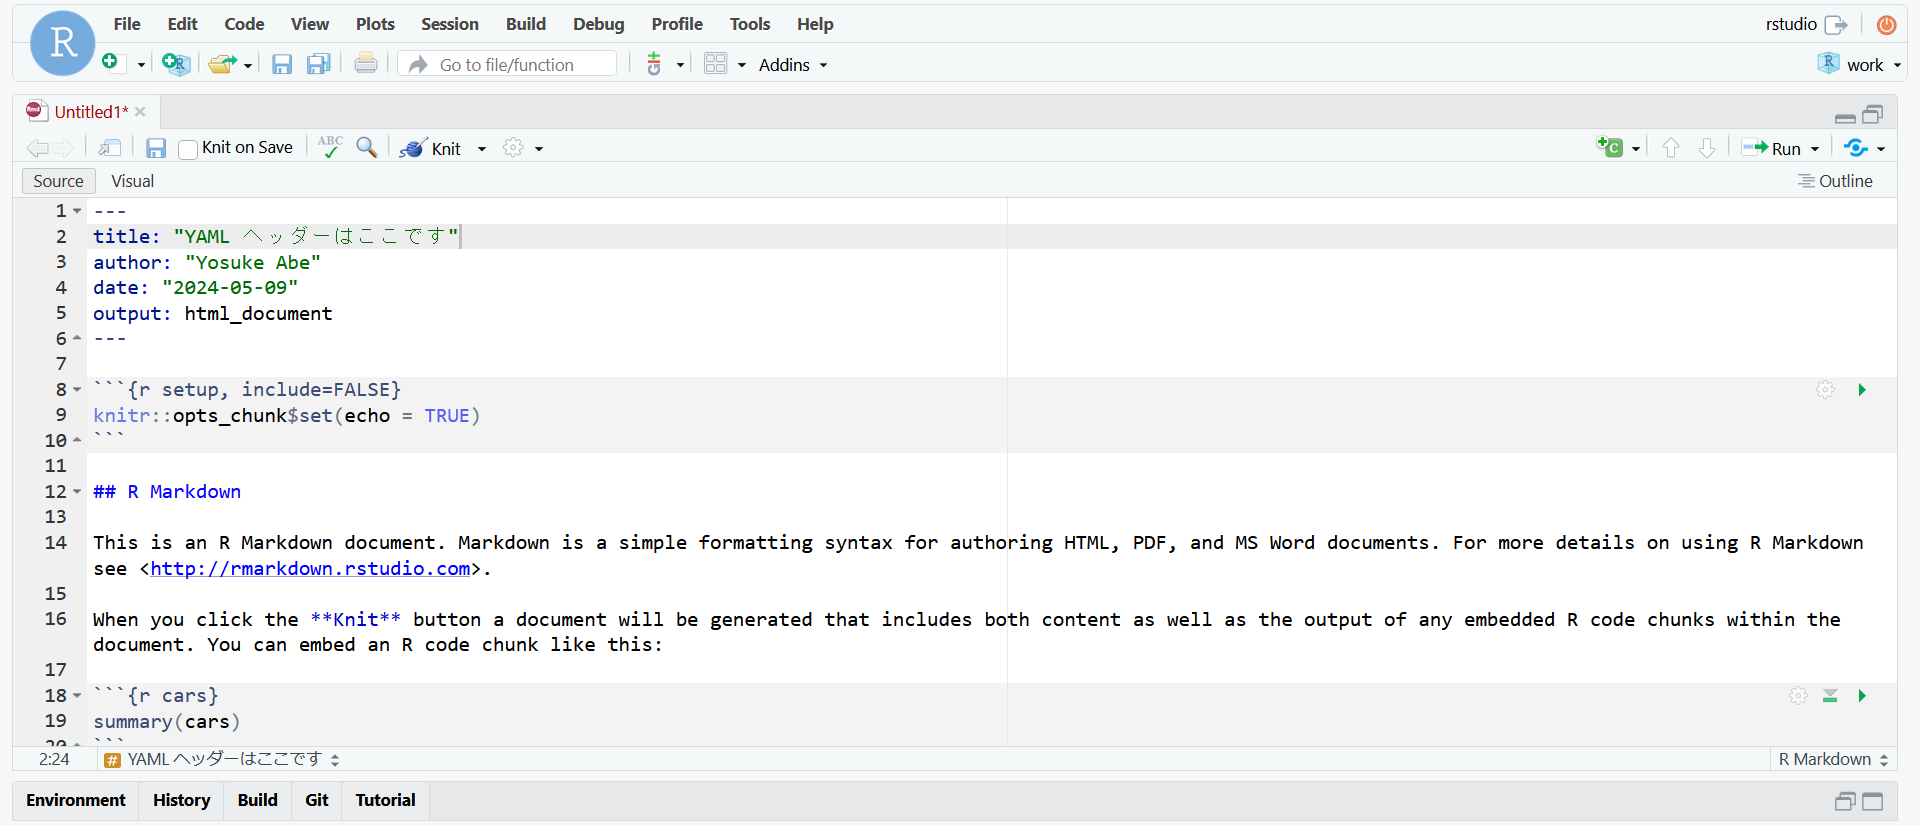 R
File Edit Code View Plots Session Build Debug Profile Tools Help rstudio
R Go to file/function Addins R work
Rmd Untitled1*
Knit on Save ABC Knit C Run
Source Visual Outline
1 ---
2 title: "YAML ヘッダーはここです"
3 author: "Yosuke Abe"
4 date: "2024-05-09"
5 output: html_document
6 ---
7
8 ```{r setup, include=FALSE}
9 knitr::opts_chunk$set(echo = TRUE)
10 ```
11
12 ## R Markdown
13
14 This is an R Markdown document. Markdown is a simple formatting syntax for authoring HTML, PDF, and MS Word documents. For more details on using R Markdown
see <http://rmarkdown.rstudio.com>.
15
16 When you click the **Knit** button a document will be generated that includes both content as well as the output of any embedded R code chunks within the
document. You can embed an R code chunk like this:
17
18 ```{r cars}
19 summary(cars)
20 ```
2:24 # YAML ヘッダーはここです R Markdown
Environment History Build Git Tutorial